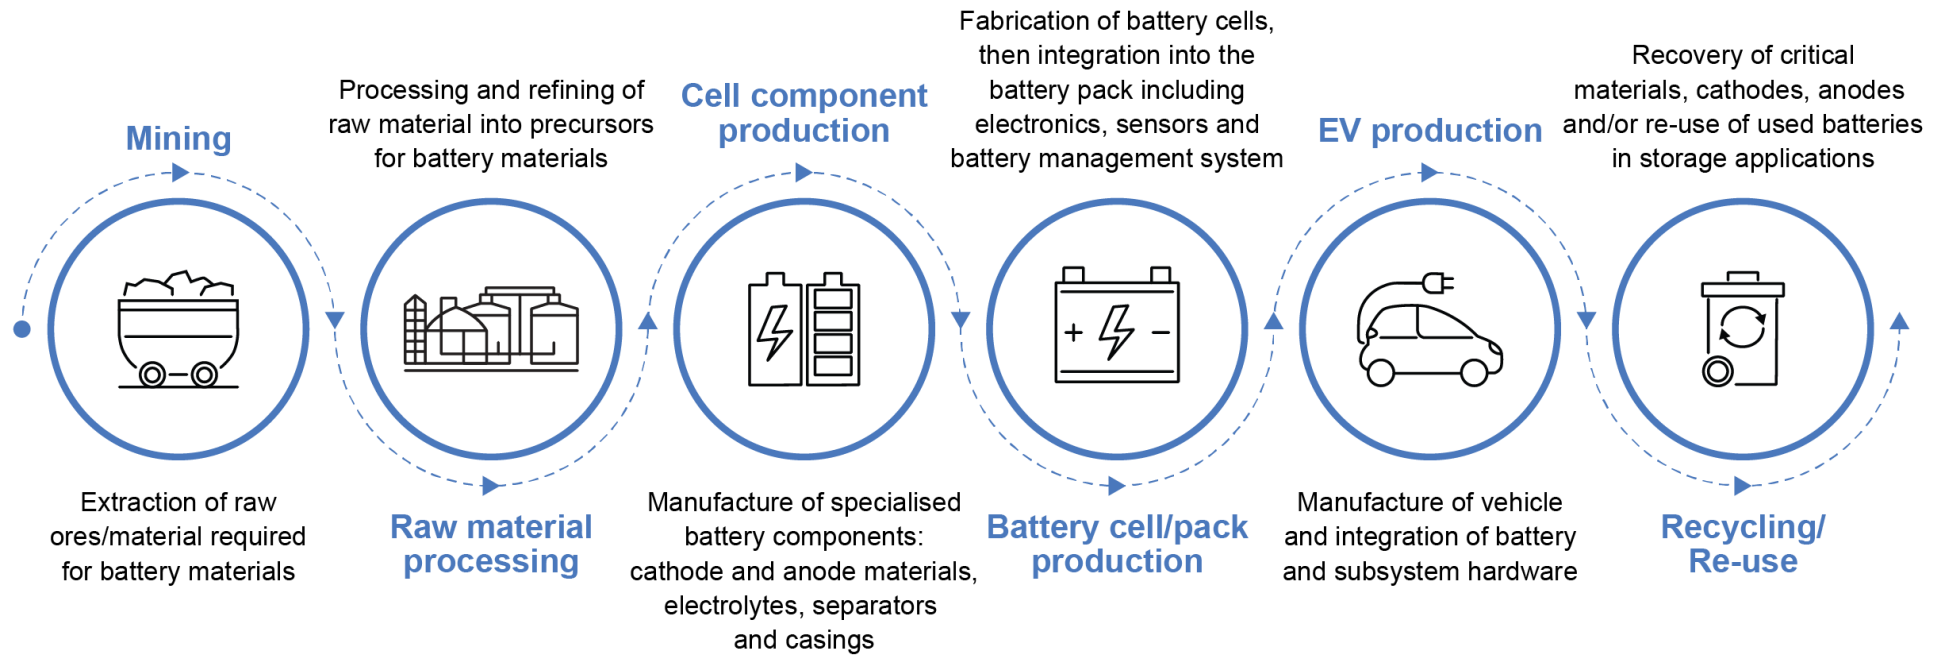 Mining
Extraction of raw
ores/material required
for battery materials
Processing and refining of
raw material into precursors
for battery materials
Raw material
processing
Cell component
production
Manufacture of specialised
battery components:
cathode and anode materials,
electrolytes, separators
and casings
Fabrication of battery cells,
then integration into the
battery pack including
electronics, sensors and
battery management system
+ −
Battery cell/pack
production
EV production
Manufacture of vehicle
and integration of battery
and subsystem hardware
Recovery of critical
materials, cathodes, anodes
and/or re-use of used batteries
in storage applications
Recycling/
Re-use